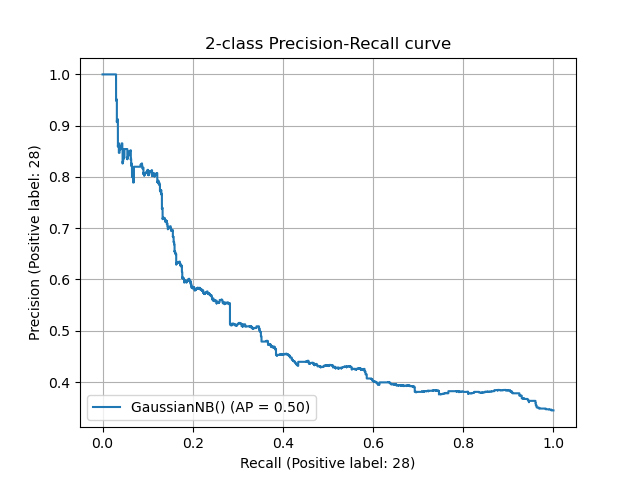 2-class Precision-Recall curve
1.0
0.9
0.8
0.7
0.6
0.5
0.4
Precision (Positive label: 28)
GaussianNB() (AP = 0.50)
0.0 0.2 0.4 0.6 0.8 1.0
Recall (Positive label: 28)